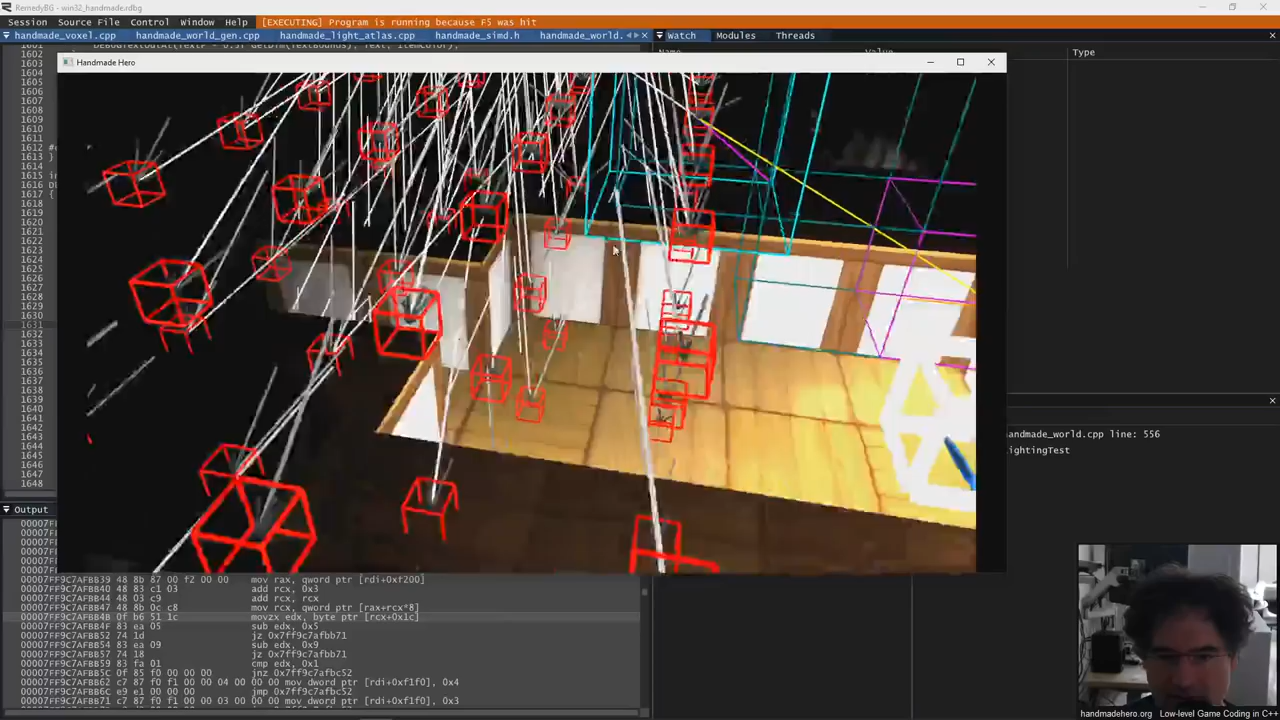 RemedyBG - win32_handmade.rdbg
Session Source File Control Window Help [EXECUTING] Program is running because F5 was hit
handmade_voxel.cpp handmade_world_gen.cpp handmade_light_atlas.cpp handmade_simd.h handmade_world.
Watch Modules Threads
Type
1602
1603
Handmade Hero
1604
1605
1606
1607
1608
1609
1610
1611
1612 #e
1613 }
1614
1615 i
1616 D
1617 {
1618
1619
1620
1621
1622
1623
1624
1625
1626
1627
1628
1629
1630
1631
1632
1633
1634
1635
1636
1637
1638
1639
1640
1641
1642
1643
1644
1645
1646
1647
1648
andmade_world.cpp line: 556
ightingTest
Output
00007FF9C7AFBB39 48 8b 87 00 f2 00 00 mov rax, qword ptr [rdi+0xf200]
00007FF9C7AFBB40 48 83 c1 03 add rcx, 0x3
00007FF9C7AFBB44 48 03 c9 add rcx, rcx
00007FF9C7AFBB47 48 8b 0c c8 mov rcx, qword ptr [rax+rcx*8]
00007FF9C7AFBB4B 0f b6 51 1c movzx edx, byte ptr [rcx+0x1c]
00007FF9C7AFBB4F 83 ea 05 sub edx, 0x5
00007FF9C7AFBB52 74 1d jz 0x7ff9c7afbb71
00007FF9C7AFBB54 83 ea 09 sub edx, 0x9
00007FF9C7AFBB57 74 18 jz 0x7ff9c7afbb71
00007FF9C7AFBB59 83 fa 01 cmp edx, 0x1
00007FF9C7AFBB5C 0f 85 f0 00 00 00 jnz 0x7ff9c7afbc52
00007FF9C7AFBB62 c7 87 f0 f1 00 00 04 00 00 00 mov dword ptr [rdi+0xf1f0], 0x4
00007FF9C7AFBB6C e9 e1 00 00 00 jmp 0x7ff9c7afbc52
00007FF9C7AFBB71 c7 87 f0 f1 00 00 03 00 00 00 mov dword ptr [rdi+0xf1f0], 0x3
handmadehero.org Low-level Game Coding in C++